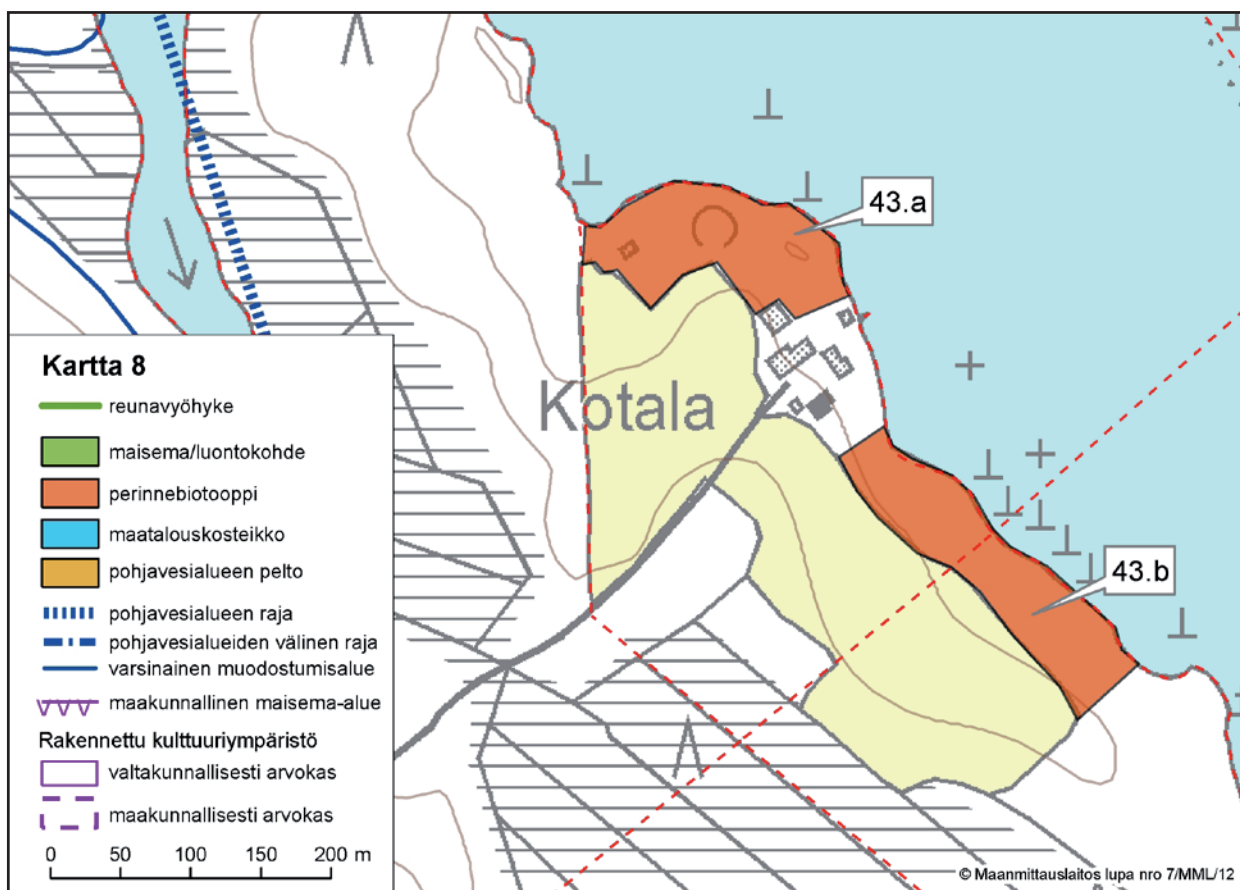 43.a
Kotala
43.b
Kartta 8
reunavyöhyke
maisema/luontokohde
perinnebiotooppi
maatalouskosteikko
pohjavesialueen pelto
pohjavesialueen raja
pohjavesialueiden välinen raja
varsinainen muodostumisalue
maakunnallinen maisema-alue
Rakennettu kulttuuriympäristö
valtakunnallisesti arvokas
maakunnallisesti arvokas
0 50 100 150 200 m
© Maanmittauslaitos lupa nro 7/MML/12